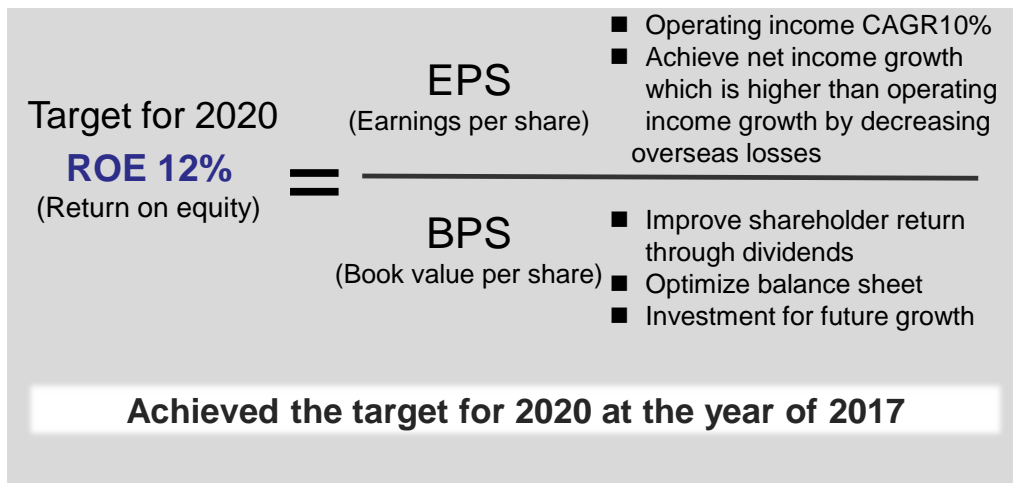 Target for 2020
ROE 12%
(Return on equity)
=
EPS
(Earnings per share)
■ Operating income CAGR10%
■ Achieve net income growth
which is higher than operating
income growth by decreasing
overseas losses
BPS
(Book value per share)
■ Improve shareholder return
through dividends
■ Optimize balance sheet
■ Investment for future growth
Achieved the target for 2020 at the year of 2017